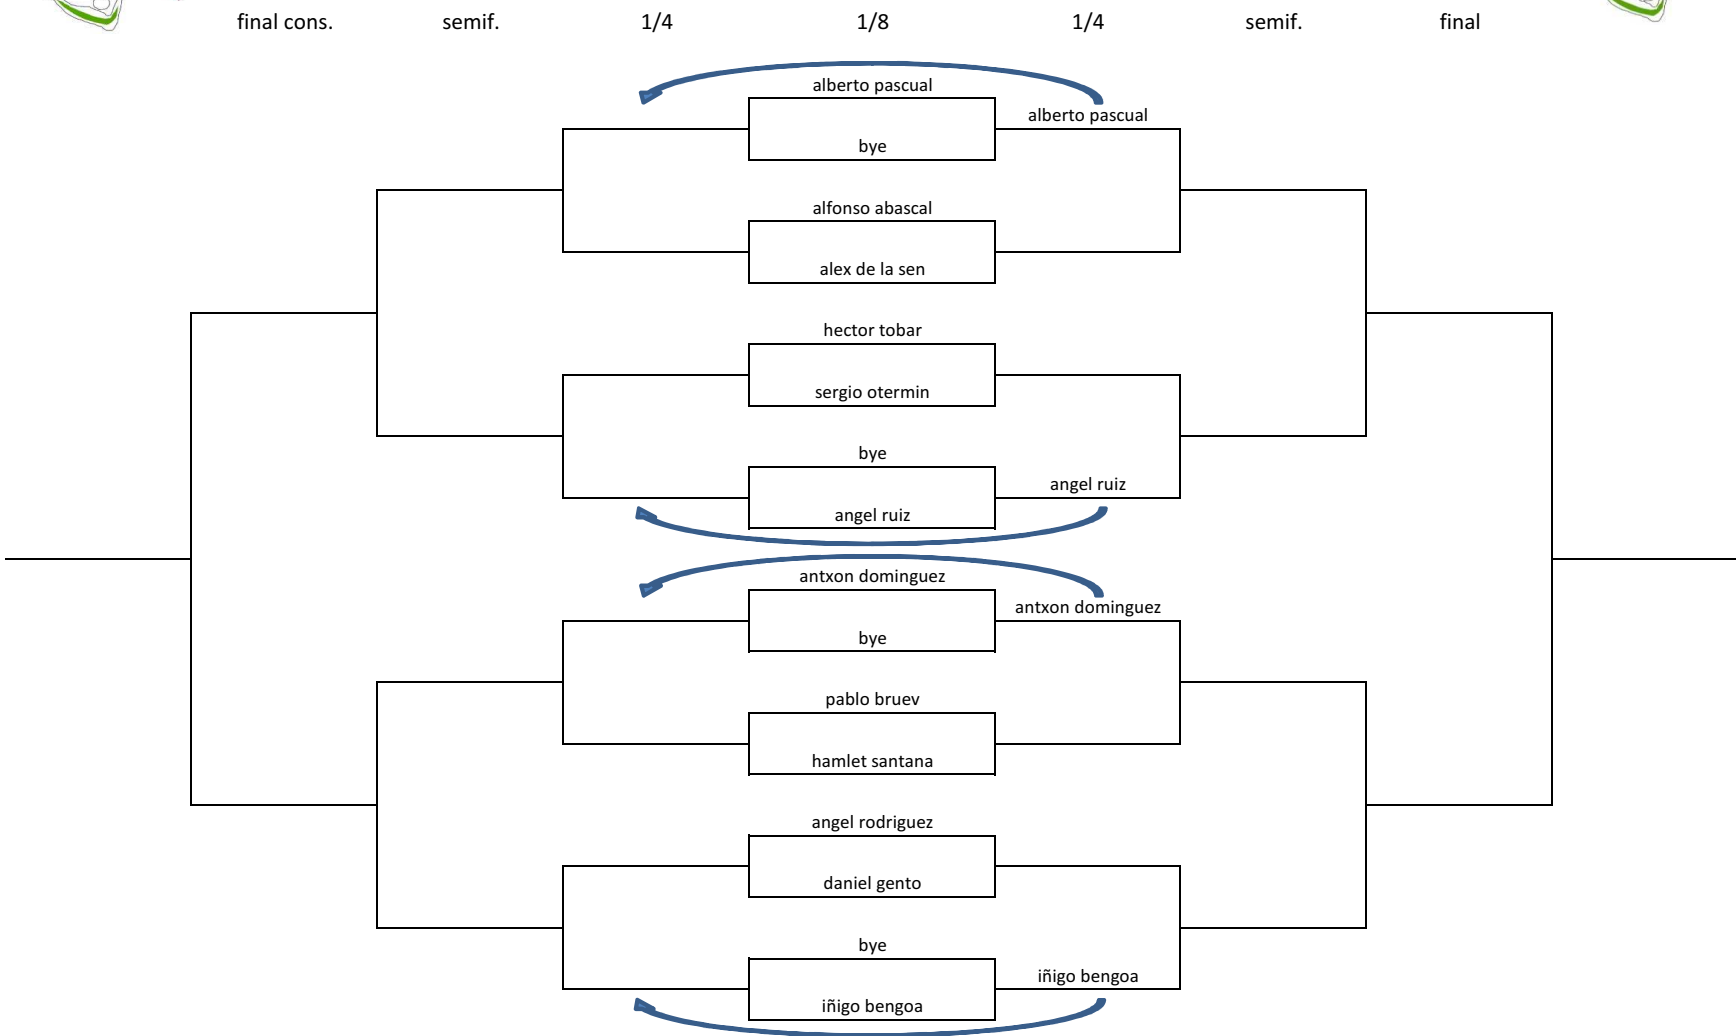 final cons. semif. 1/4 1/8 1/4 semif. final
alberto pascual
alberto pascual
bye
alfonso abascal
alex de la sen
hector tobar
sergio otermin
bye
angel ruiz
angel ruiz
antxon dominguez
antxon dominguez
bye
pablo bruev
hamlet santana
angel rodriguez
daniel gento
bye
iñigo bengoa
iñigo bengoa